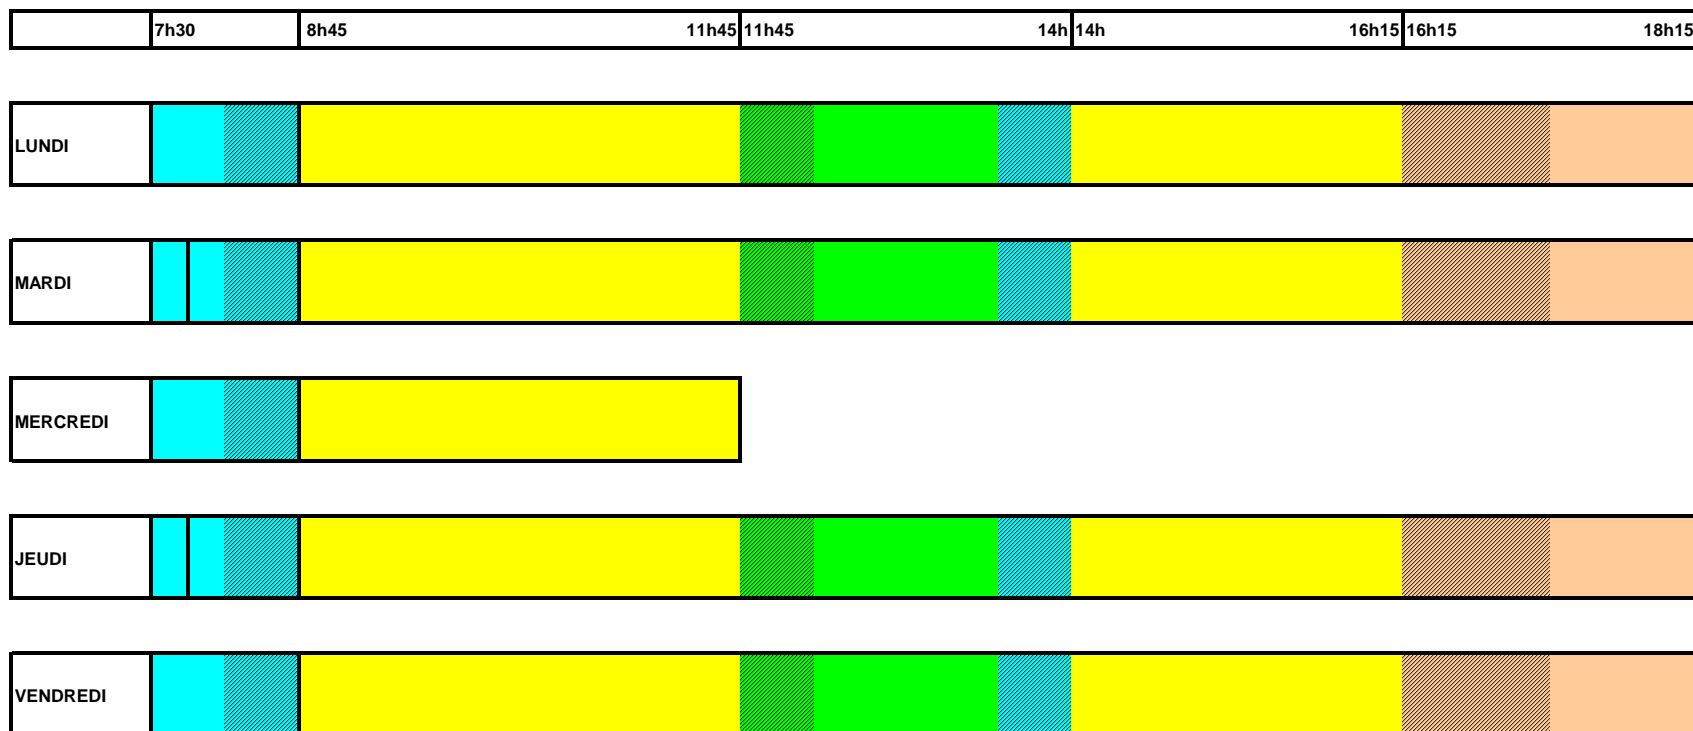 7h30 8h45 11h45 11h45 14h 14h 16h15 16h15 18h15
LUNDI
MARDI
MERCREDI
JEUDI
VENDREDI